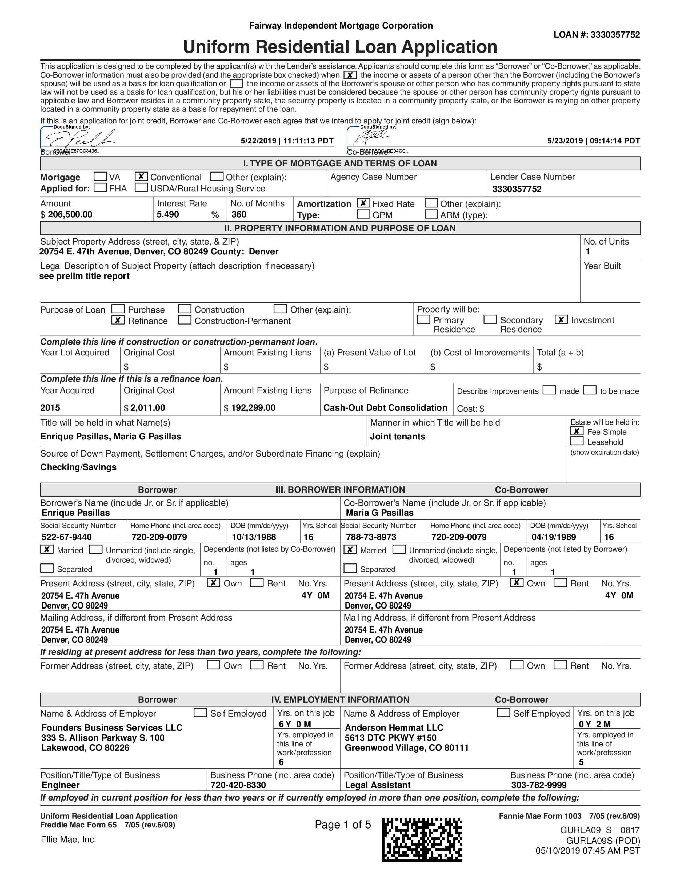 Fairway Independent Mortgage Corporation
LOAN #: 3330357752
Uniform Residential Loan Application
This application is designed to be completed by the applicant(s) with the Lender's assistance. Applicants should complete this form as "Borrower" or "Co-Borrower," as applicable.
Co-Borrower information must also be provided (and the appropriate box checked) when X the income or assets of a person other than the Borrower (including the Borrower's
spouse) will be used as a basis for loan qualification or the income or assets of the Borrower's spouse or other person who has community property rights pursuant to state
law will not be used as a basis for loan qualification, but his or her liabilities must be considered because the spouse or other person has community property rights pursuant to
applicable law and Borrower resides in a community property state, the security property is located in a community property state, or the Borrower is relying on other property
located in a community property state as a basis for repayment of the loan.
If this is an application for joint credit, Borrower and Co-Borrower each agree that we intend to apply for joint credit (sign below):
DocuSigned by: DocuSigned by:
5/22/2019 | 11:11:13 PDT 5/23/2019 | 09:14:14 PDT
Borrower Co-Borrower
I. TYPE OF MORTGAGE AND TERMS OF LOAN
Mortgage VA X Conventional Other (explain): Agency Case Number Lender Case Number
Applied for: FHA USDA/Rural Housing Service 3330357752
Amount Interest Rate No. of Months Amortization X Fixed Rate Other (explain):
$ 206,500.00 5.490 % 360 Type: GPM ARM (type):
II. PROPERTY INFORMATION AND PURPOSE OF LOAN
Subject Property Address (street, city, state, & ZIP) No. of Units
20754 E. 47th Avenue, Denver, CO 80249 County: Denver 1
Legal Description of Subject Property (attach description if necessary) Year Built
see prelim title report
Purpose of Loan Purchase Construction Other (explain): Property will be:
X Refinance Construction-Permanent Primary Residence Secondary Residence X Investment
Complete this line if construction or construction-permanent loan.
Year Lot Acquired Original Cost Amount Existing Liens (a) Present Value of Lot (b) Cost of Improvements Total (a + b)
$ $ $ $ $
Complete this line if this is a refinance loan.
Year Acquired Original Cost Amount Existing Liens Purpose of Refinance Describe Improvements made to be made
2015 $ 2,011.00 $ 192,289.00 Cash-Out Debt Consolidation Cost: $
Title will be held in what Name(s) Manner in which Title will be held Estate will be held in:
Enrique Pasillas, Maria G Pasillas Joint tenants X Fee Simple
Leasehold
Source of Down Payment, Settlement Charges, and/or Subordinate Financing (explain) (show expiration date)
Checking/Savings
Borrower III. BORROWER INFORMATION Co-Borrower
Borrower's Name (include Jr. or Sr. if applicable) Co-Borrower's Name (include Jr. or Sr. if applicable)
Enrique Pasillas Maria G Pasillas
Social Security Number Home Phone (incl. area code) DOB (mm/dd/yyyy) Yrs. School Social Security Number Home Phone (incl. area code) DOB (mm/dd/yyyy) Yrs. School
522-67-9440 720-209-0079 10/13/1988 16 788-73-8973 720-209-0079 04/19/1989 16
X Married Unmarried (include single, Dependents (not listed by Co-Borrower) X Married Unmarried (include single, Dependents (not listed by Borrower)
Separated divorced, widowed) no. 1 ages 1 Separated divorced, widowed) no. 1 ages 1
Present Address (street, city, state, ZIP) X Own Rent No. Yrs. Present Address (street, city, state, ZIP) X Own Rent No. Yrs.
20754 E. 47th Avenue 4Y 0M 20754 E. 47th Avenue 4Y 0M
Denver, CO 80249 Denver, CO 80249
Mailing Address, if different from Present Address Mailing Address, if different from Present Address
20754 E. 47th Avenue 20754 E. 47th Avenue
Denver, CO 80249 Denver, CO 80249
If residing at present address for less than two years, complete the following:
Former Address (street, city, state, ZIP) Own Rent No. Yrs. Former Address (street, city, state, ZIP) Own Rent No. Yrs.
Borrower IV. EMPLOYMENT INFORMATION Co-Borrower
Name & Address of Employer Self Employed Yrs. on this job Name & Address of Employer Self Employed Yrs. on this job
6 Y 0 M 0 Y 2 M
Founders Business Services LLC Yrs. employed in this line of work/profession Anderson Hemmat LLC Yrs. employed in this line of work/profession
333 S. Allison Parkway S. 100 5613 DTC PKWY #150
Lakewood, CO 80226 Greenwood Village, CO 80111
6 5
Position/Title/Type of Business Business Phone (incl. area code) Position/Title/Type of Business Business Phone (incl. area code)
Engineer 720-420-8330 Legal Assistant 303-782-9999
If employed in current position for less than two years or if currently employed in more than one position, complete the following:
Uniform Residential Loan Application Fannie Mae Form 1003 7/05 (rev.6/09)
Freddie Mac Form 65 7/05 (rev.6/09) Page 1 of 5 GURLA09_S 0817
Ellie Mae, Inc. GURLA09S (POD)
05/10/2019 07:45 AM PST